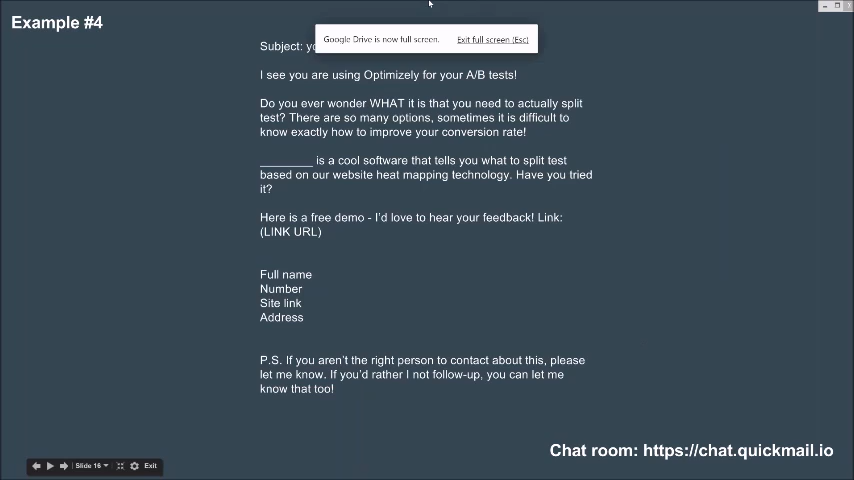 Example #4
Google Drive is now full screen. Exit full screen (Esc)
Subject:
I see you are using Optimizely for your A/B tests!
Do you ever wonder WHAT it is that you need to actually split
test? There are so many options, sometimes it is difficult to
know exactly how to improve your conversion rate!
________ is a cool software that tells you what to split test
based on our website heat mapping technology. Have you tried
it?
Here is a free demo - I'd love to hear your feedback! Link:
(LINK URL)
Full name
Number
Site link
Address
P.S. If you aren't the right person to contact about this, please
let me know. If you'd rather I not follow-up, you can let me
know that too!
Chat room: https://chat.quickmail.io
Slide 16 Exit